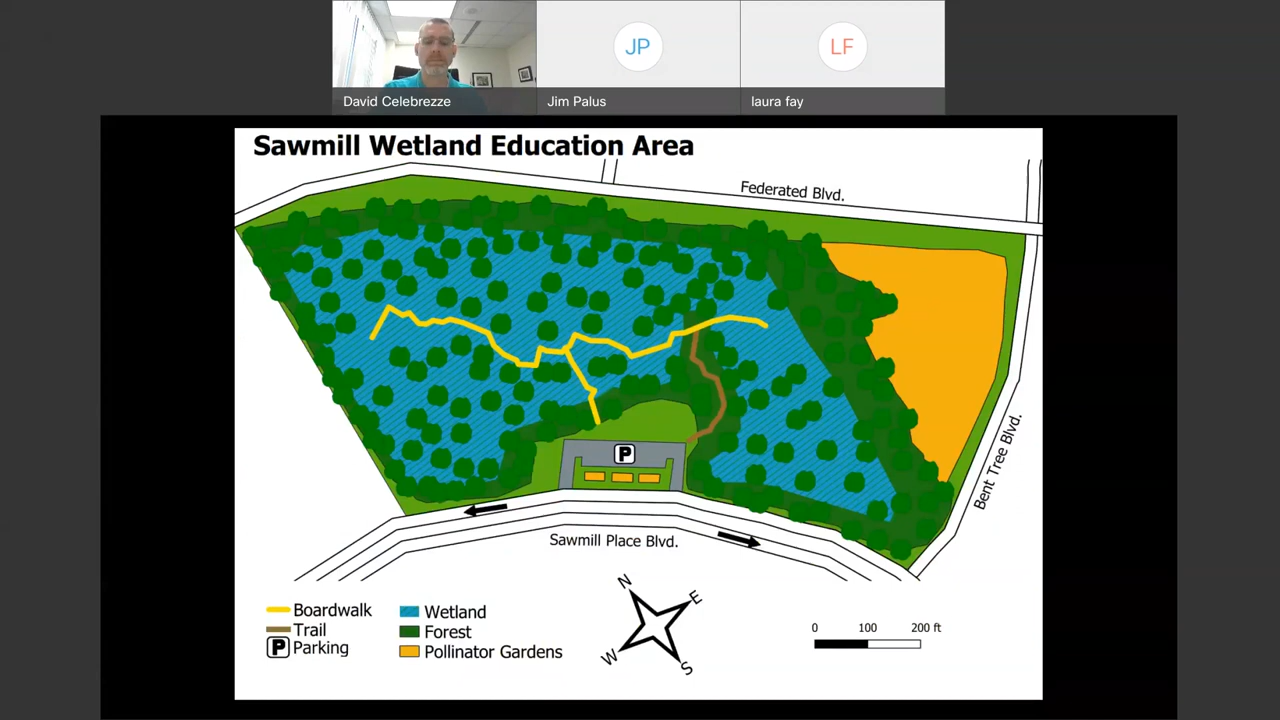 David Celebrezze
JP
Jim Palus
LF
laura fay
Sawmill Wetland Education Area
Federated Blvd.
Bent Tree Blvd.
P
Sawmill Place Blvd.
N
E
W
S
Boardwalk
Trail
P Parking
Wetland
Forest
Pollinator Gardens
0 100 200 ft